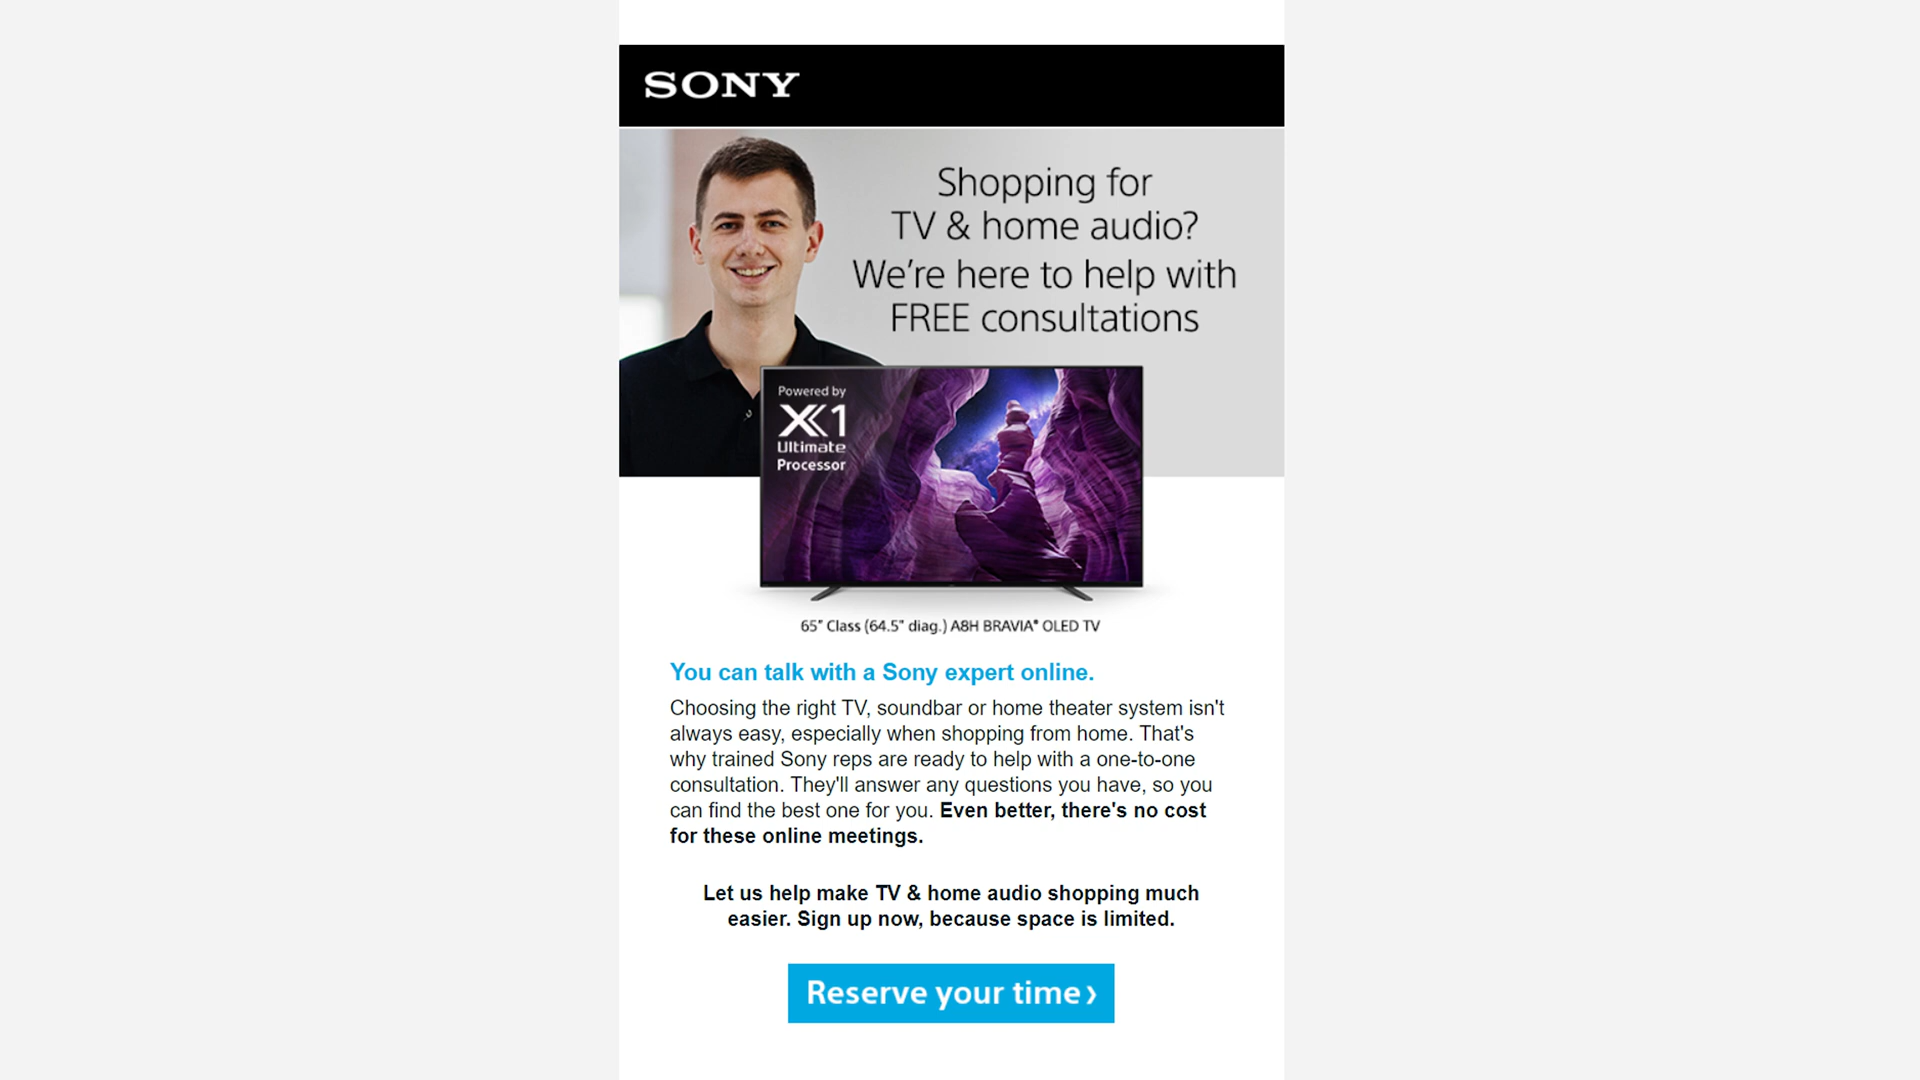 SONY
Shopping for
TV & home audio?
We're here to help with
FREE consultations
Powered by
X1
Ultimate
Processor
65" Class (64.5" diag.) A8H BRAVIA® OLED TV
You can talk with a Sony expert online.
Choosing the right TV, soundbar or home theater system isn't
always easy, especially when shopping from home. That's
why trained Sony reps are ready to help with a one-to-one
consultation. They'll answer any questions you have, so you
can find the best one for you. Even better, there's no cost
for these online meetings.
Let us help make TV & home audio shopping much
easier. Sign up now, because space is limited.
Reserve your time ›